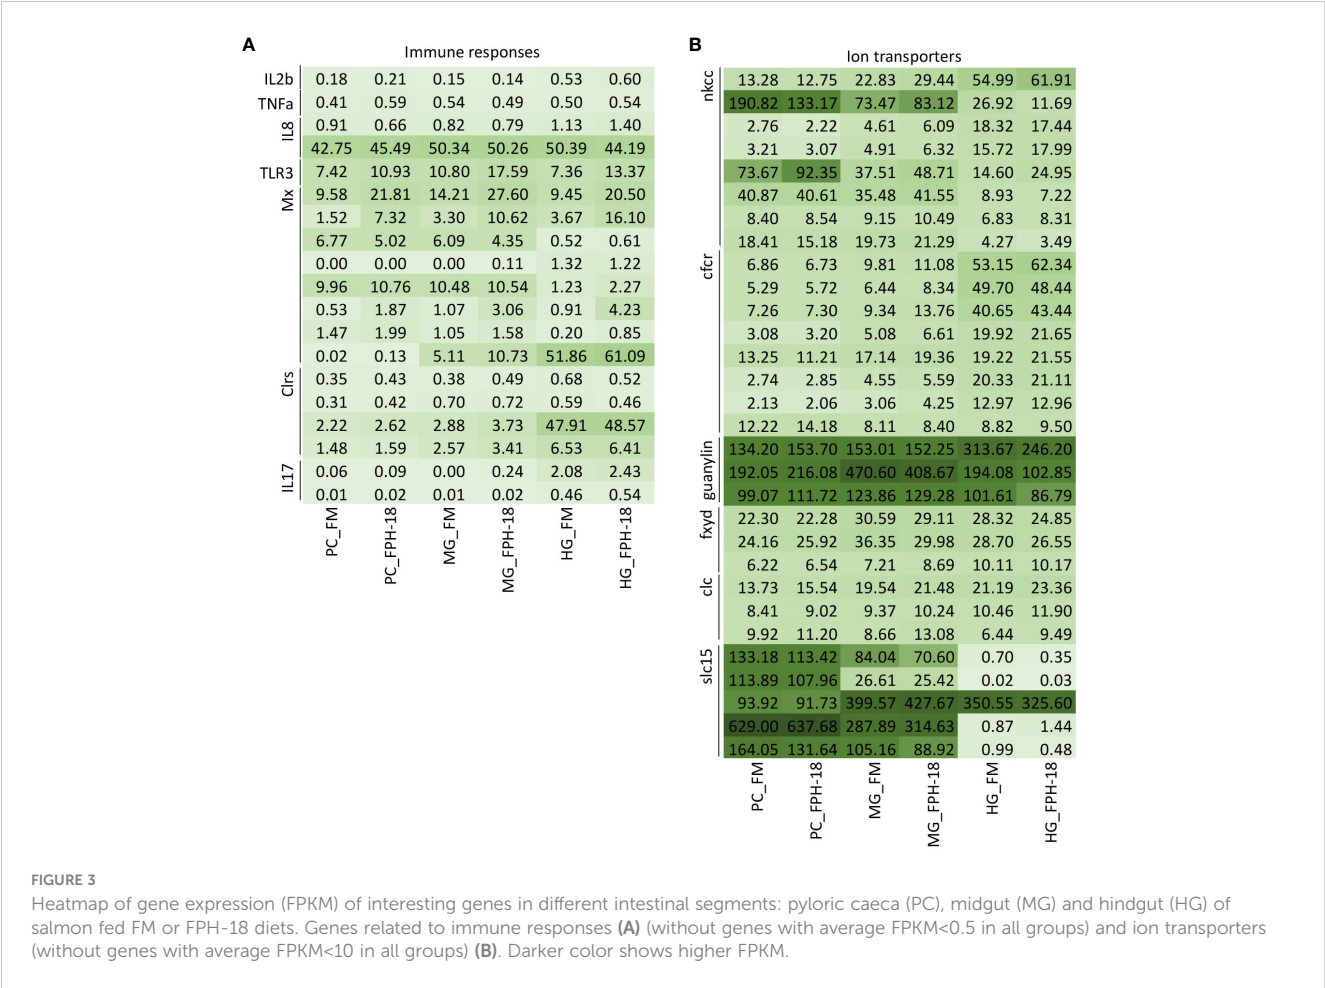 A
Immune responses
IL2b 0.18 0.21 0.15 0.14 0.53 0.60
TNFa 0.41 0.59 0.54 0.49 0.50 0.54
IL8 0.91 0.66 0.82 0.79 1.13 1.40
42.75 45.49 50.34 50.26 50.39 44.19
TLR3 7.42 10.93 10.80 17.59 7.36 13.37
Mx 9.58 21.81 14.21 27.60 9.45 20.50
1.52 7.32 3.30 10.62 3.67 16.10
6.77 5.02 6.09 4.35 0.52 0.61
0.00 0.00 0.00 0.11 1.32 1.22
9.96 10.76 10.48 10.54 1.23 2.27
0.53 1.87 1.07 3.06 0.91 4.23
1.47 1.99 1.05 1.58 0.20 0.85
0.02 0.13 5.11 10.73 51.86 61.09
Clrs 0.35 0.43 0.38 0.49 0.68 0.52
0.31 0.42 0.70 0.72 0.59 0.46
2.22 2.62 2.88 3.73 47.91 48.57
1.48 1.59 2.57 3.41 6.53 6.41
IL17 0.06 0.09 0.00 0.24 2.08 2.43
0.01 0.02 0.01 0.02 0.46 0.54
PC_FM PC_FPH-18 MG_FM MG_FPH-18 HG_FM HG_FPH-18
B
Ion transporters
nkcc 13.28 12.75 22.83 29.44 54.99 61.91
190.82 133.17 73.47 83.12 26.92 11.69
2.76 2.22 4.61 6.09 18.32 17.44
3.21 3.07 4.91 6.32 15.72 17.99
73.67 92.35 37.51 48.71 14.60 24.95
40.87 40.61 35.48 41.55 8.93 7.22
8.40 8.54 9.15 10.49 6.83 8.31
18.41 15.18 19.73 21.29 4.27 3.49
cfcr 6.86 6.73 9.81 11.08 53.15 62.34
5.29 5.72 6.44 8.34 49.70 48.44
7.26 7.30 9.34 13.76 40.65 43.44
3.08 3.20 5.08 6.61 19.92 21.65
13.25 11.21 17.14 19.36 19.22 21.55
2.74 2.85 4.55 5.59 20.33 21.11
2.13 2.06 3.06 4.25 12.97 12.96
12.22 14.18 8.11 8.40 8.82 9.50
guanylin 134.20 153.70 153.01 152.25 313.67 246.20
192.05 216.08 470.60 408.67 194.08 102.85
99.07 111.72 123.86 129.28 101.61 86.79
fxyd 22.30 22.28 30.59 29.11 28.32 24.85
24.16 25.92 36.35 29.98 28.70 26.55
6.22 6.54 7.21 8.69 10.11 10.17
clc 13.73 15.54 19.54 21.48 21.19 23.36
8.41 9.02 9.37 10.24 10.46 11.90
9.92 11.20 8.66 13.08 6.44 9.49
slc15 133.18 113.42 84.04 70.60 0.70 0.35
113.89 107.96 26.61 25.42 0.02 0.03
93.92 91.73 399.57 427.67 350.55 325.60
629.00 637.68 287.89 314.63 0.87 1.44
164.05 131.64 105.16 88.92 0.99 0.48
PC_FM PC_FPH-18 MG_FM MG_FPH-18 HG_FM HG_FPH-18
FIGURE 3
Heatmap of gene expression (FPKM) of interesting genes in different intestinal segments: pyloric caeca (PC), midgut (MG) and hindgut (HG) of
salmon fed FM or FPH-18 diets. Genes related to immune responses (A) (without genes with average FPKM<0.5 in all groups) and ion transporters
(without genes with average FPKM<10 in all groups) (B). Darker color shows higher FPKM.